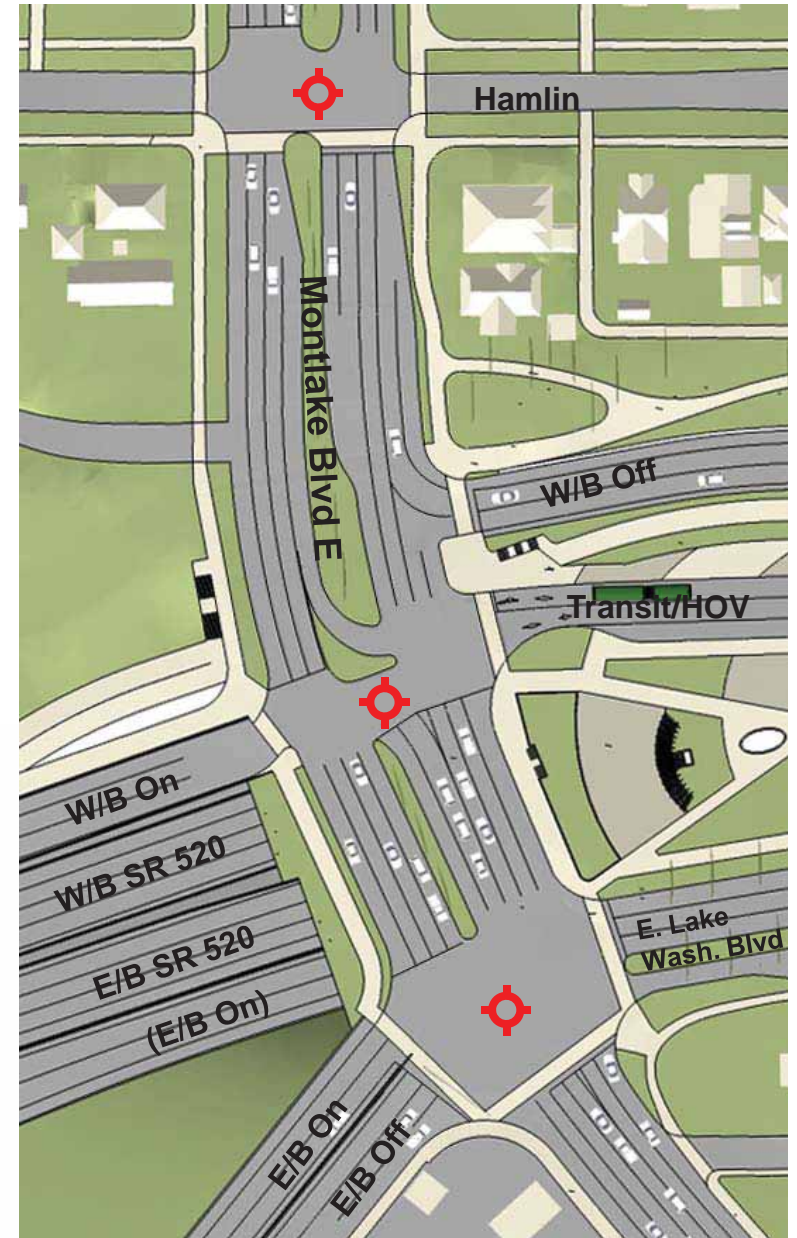 Hamlin
Montlake Blvd E
W/B Off
Transit/HOV
W/B On
W/B SR 520
E/B SR 520
(E/B On)
E. Lake
Wash. Blvd
E/B On
E/B Off